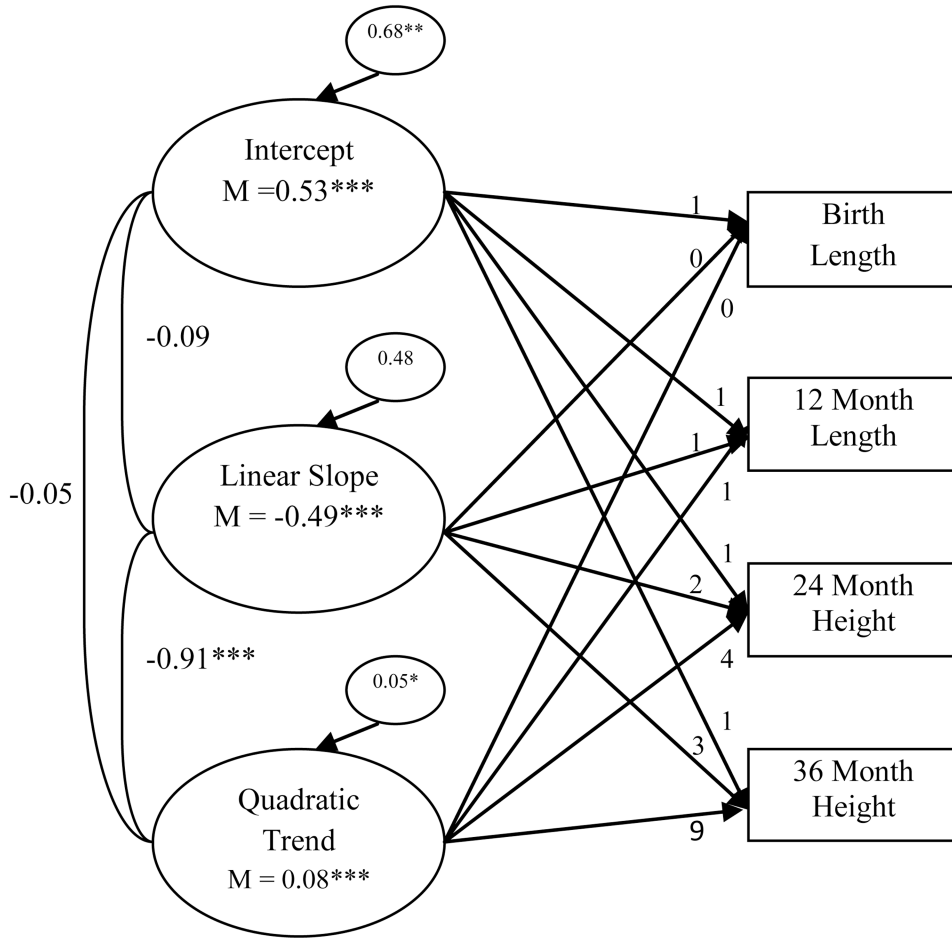 0.68**
Intercept
M =0.53***
1
Birth
Length
0
0
-0.09
0.48
1
12 Month
Length
1
Linear Slope
M = -0.49***
-0.05
1
1
24 Month
Height
2
-0.91***
4
0.05*
1
3
36 Month
Height
Quadratic
Trend
M = 0.08***
9